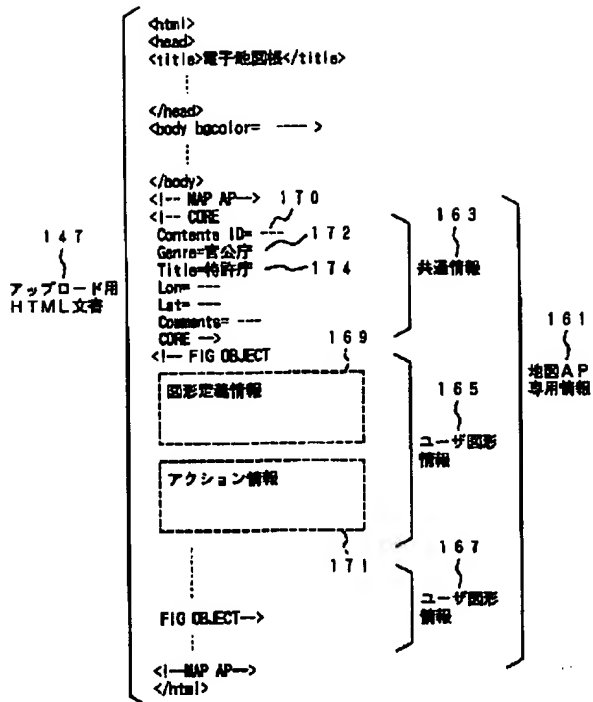 <html>
<head>
<title>電子地図帳</title>
</head>
<body bgcolor= ---- >
</body>
<!-- MAP AP-->
<!-- CORE
Contents ID= ---
170
Genre=官公庁
172
Title=特許庁
174
Lon= ---
Lat= ---
Comments= ---
CORE -->
<!-- FIG OBJECT
169
図形定義情報
アクション情報
171
FIG OBJECT-->
<!--MAP AP-->
</html>
147
アップロード用
HTML文書
163
共通情報
165
ユーザ図形
情報
167
ユーザ図形
情報
161
地図AP
専用情報